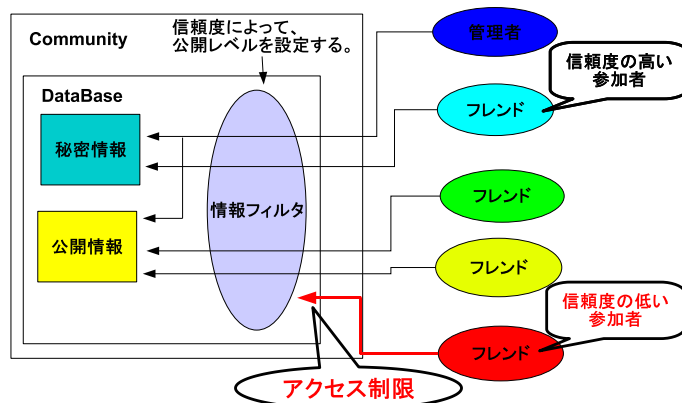 Community
信頼度によって、
公開レベルを設定する。
管理者
信頼度の高い
参加者
DataBase
フレンド
秘密情報
フレンド
情報フィルタ
公開情報
フレンド
信頼度の低い
参加者
フレンド
アクセス制限